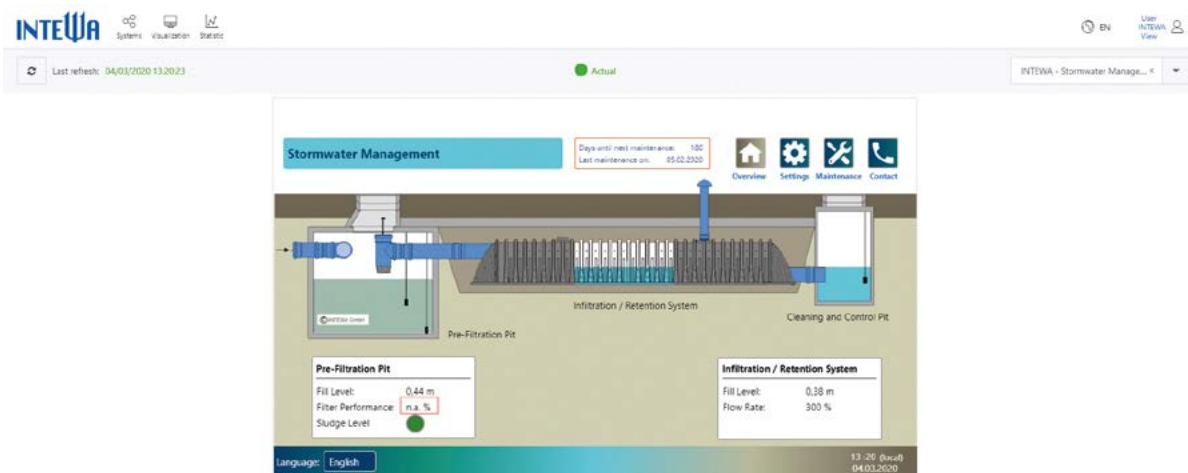 INTEWA
Systems Visualization Statistic
EN
User
INTEWA
View
Last refresh: 04/03/2020 13:20:23
Actual
INTEWA - Stormwater Manage... ×
Stormwater Management
Days until next maintenance: 180
Last maintenance on: 05.02.2020
Overview Settings Maintenance Contact
©INTEWA GmbH
Infiltration / Retention System
Cleaning and Control Pit
Pre-Filtration Pit
Pre-Filtration Pit
Fill Level: 0,44 m
Filter Performance: n.a. %
Sludge Level
Infiltration / Retention System
Fill Level: 0,38 m
Flow Rate: 300 %
Language: English
13 :20 (local)
04.03.2020